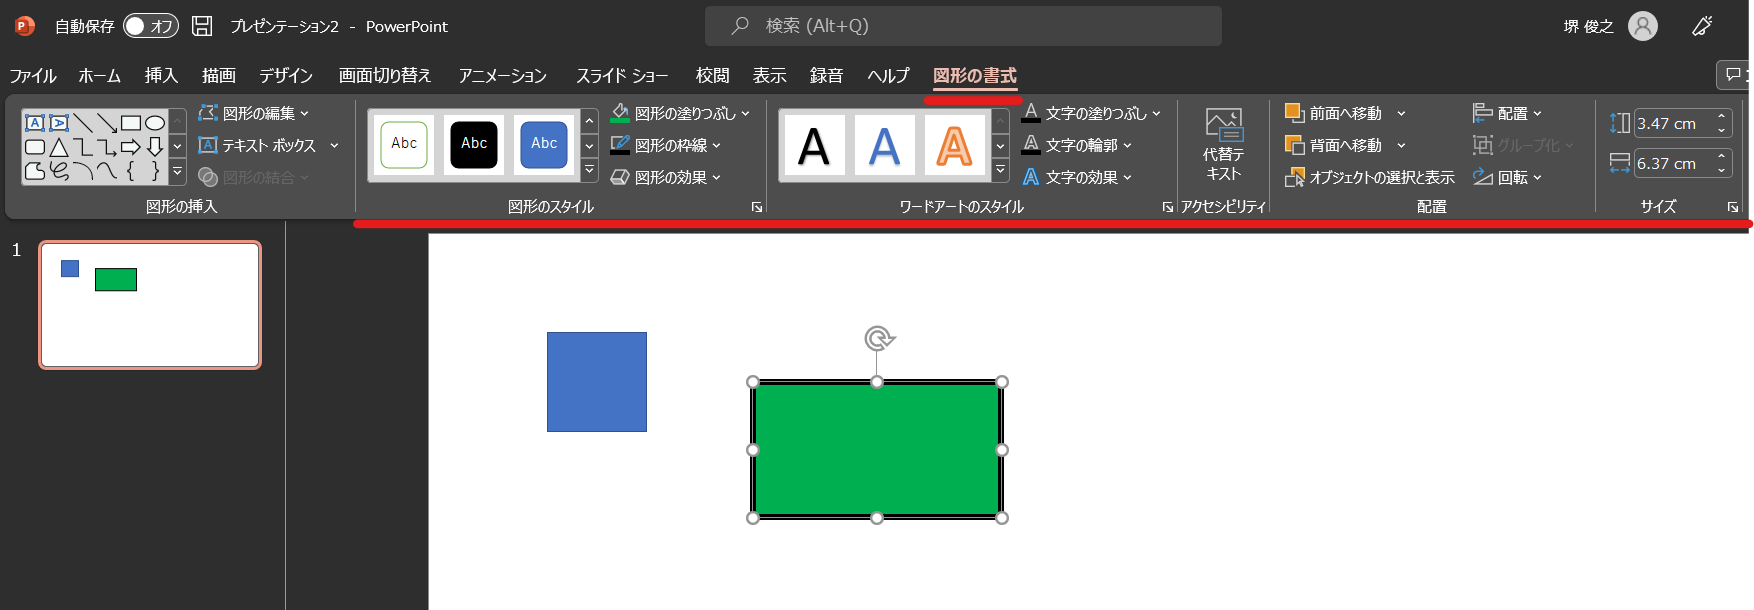 自動保存 オフ プレゼンテーション2 - PowerPoint 検索 (Alt+Q) 堺 俊之
ファイル ホーム 挿入 描画 デザイン 画面切り替え アニメーション スライド ショー 校閲 表示 録音 ヘルプ 図形の書式
図形の編集
テキスト ボックス
図形の結合
図形の挿入
Abc Abc Abc
図形の塗りつぶし
図形の枠線
図形の効果
図形のスタイル
A A A
文字の塗りつぶし
文字の輪郭
文字の効果
ワードアートのスタイル
代替テ
キスト
アクセシビリティ
前面へ移動
背面へ移動
オブジェクトの選択と表示
配置
グループ化
回転
配置
3.47 cm
6.37 cm
サイズ
1